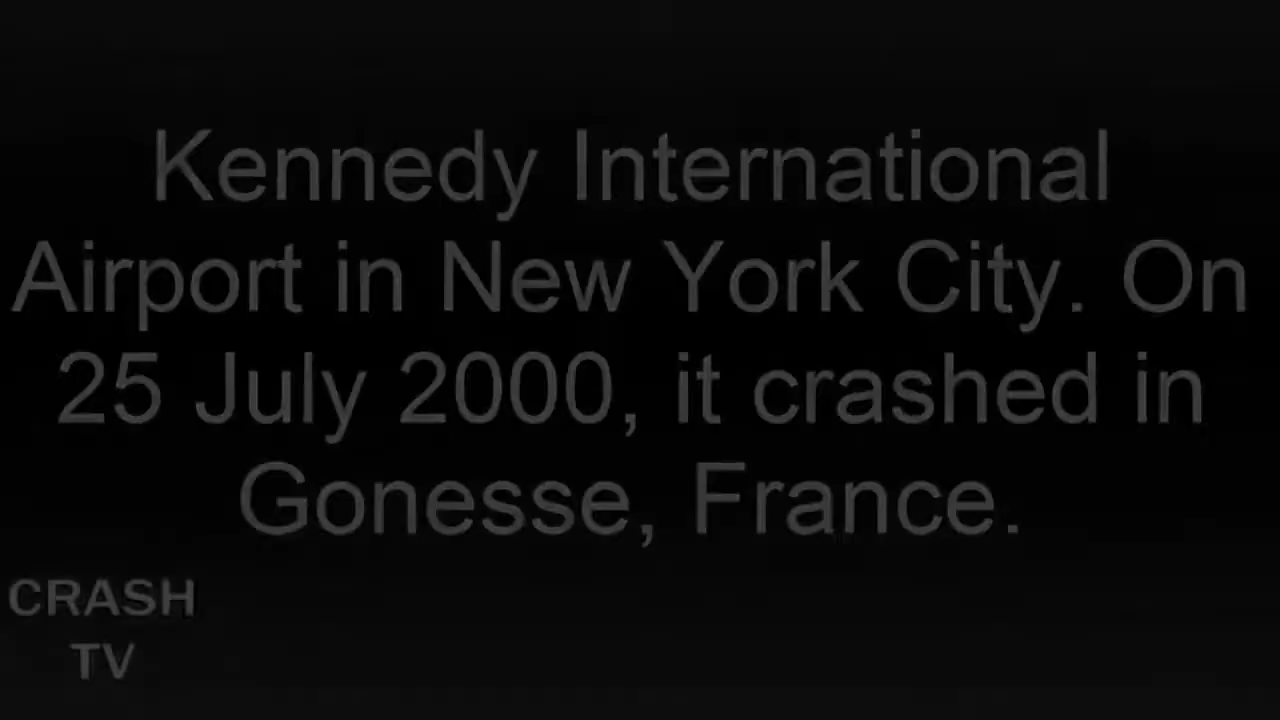 Kennedy International
Airport in New York City. On
25 July 2000, it crashed in
Gonesse, France.
CRASH
TV